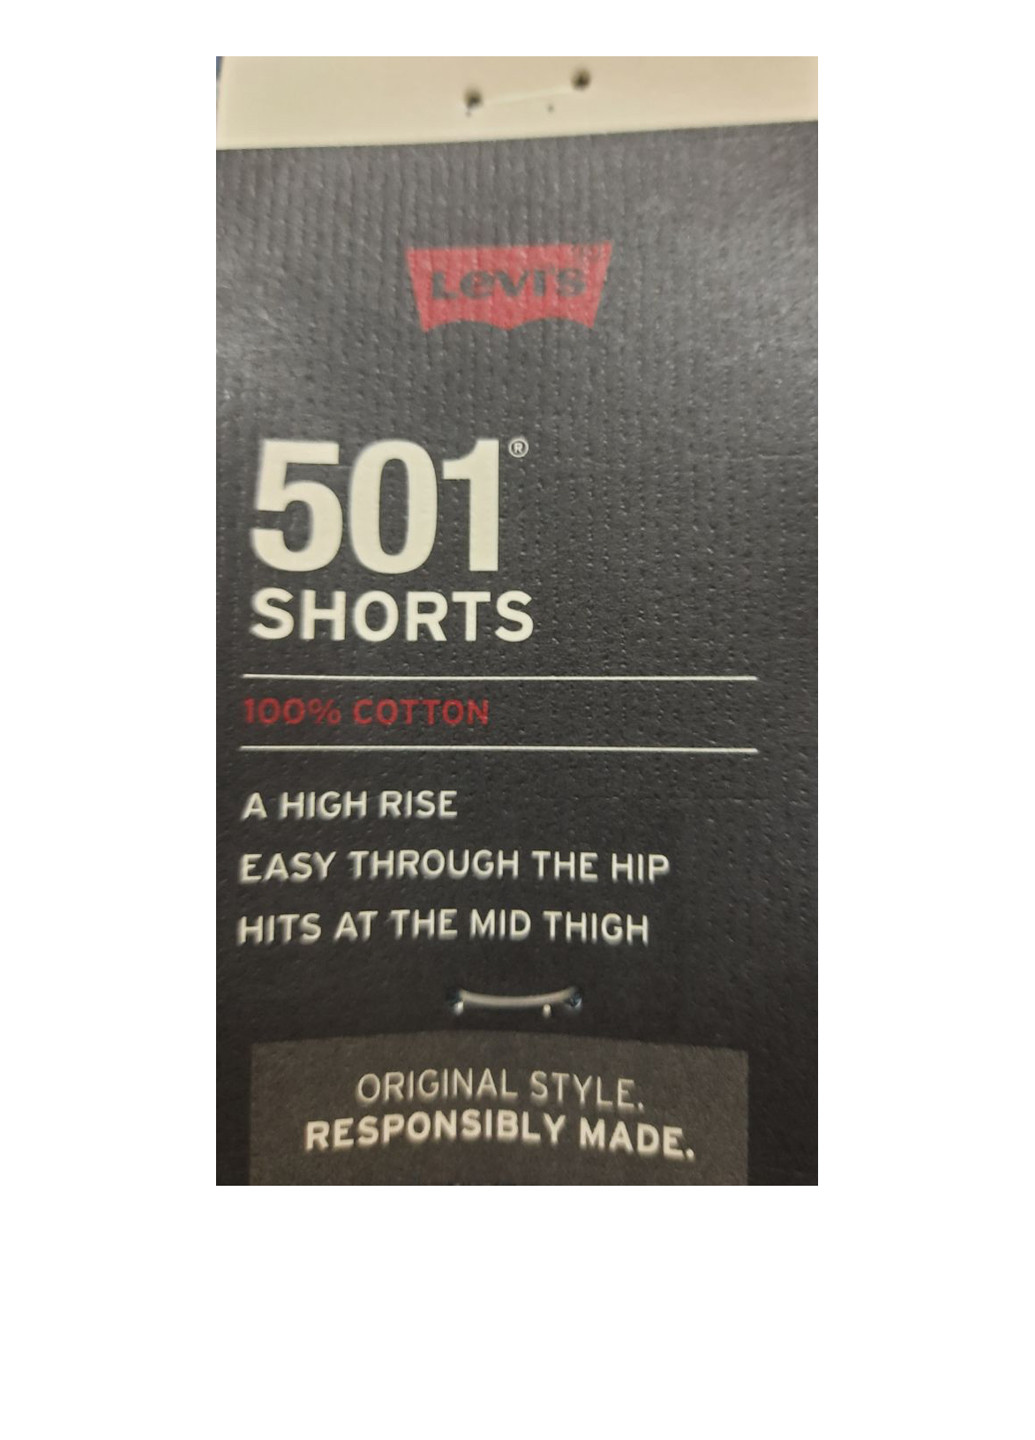 Levi's
501®
SHORTS
100% COTTON
A HIGH RISE
EASY THROUGH THE HIP
HITS AT THE MID THIGH
ORIGINAL STYLE.
RESPONSIBLY MADE.